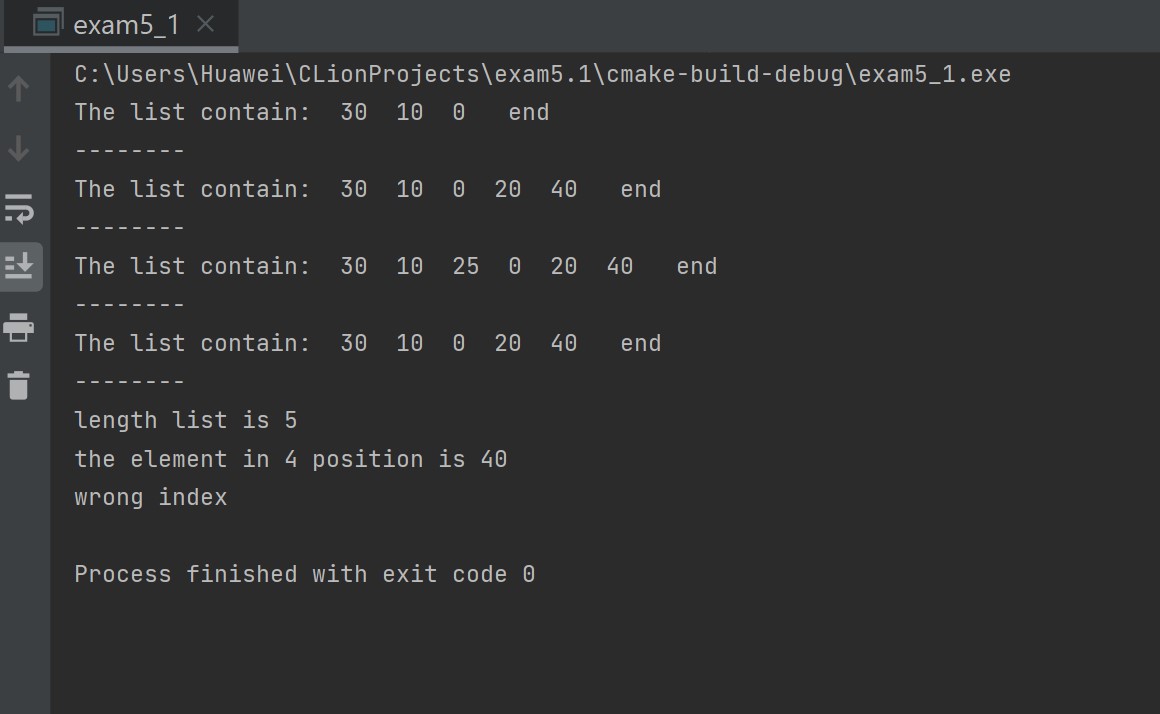 exam5_1
C:\Users\Huawei\CLionProjects\exam5.1\cmake-build-debug\exam5_1.exe
The list contain:  30  10  0   end
--------
The list contain:  30  10  0  20  40   end
--------
The list contain:  30  10  25  0  20  40   end
--------
The list contain:  30  10  0  20  40   end
--------
length list is 5
the element in 4 position is 40
wrong index
Process finished with exit code 0